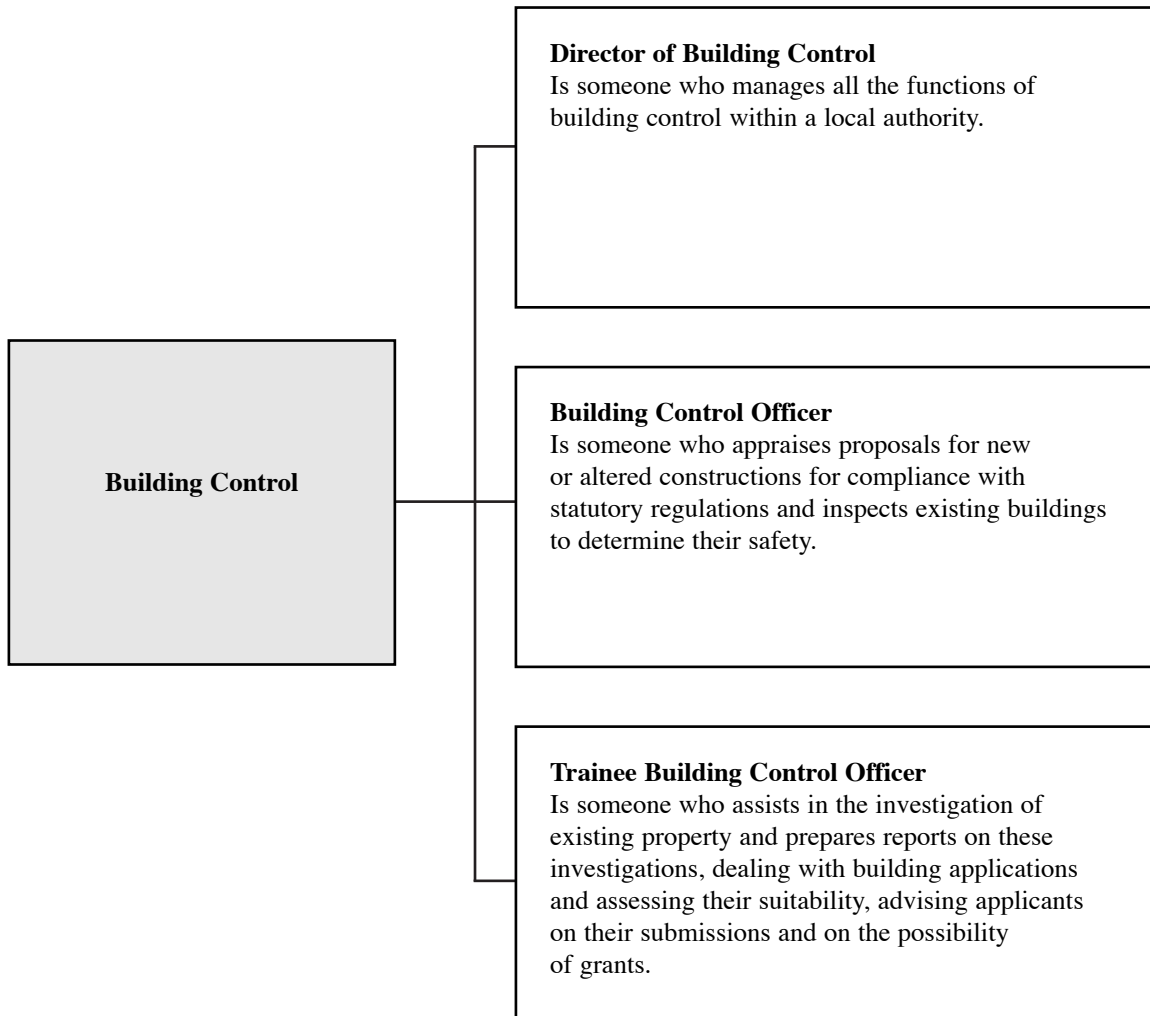 Director of Building Control
Is someone who manages all the functions of
building control within a local authority.
Building Control
Building Control Officer
Is someone who appraises proposals for new
or altered constructions for compliance with
statutory regulations and inspects existing buildings
to determine their safety.
Trainee Building Control Officer
Is someone who assists in the investigation of
existing property and prepares reports on these
investigations, dealing with building applications
and assessing their suitability, advising applicants
on their submissions and on the possibility
of grants.